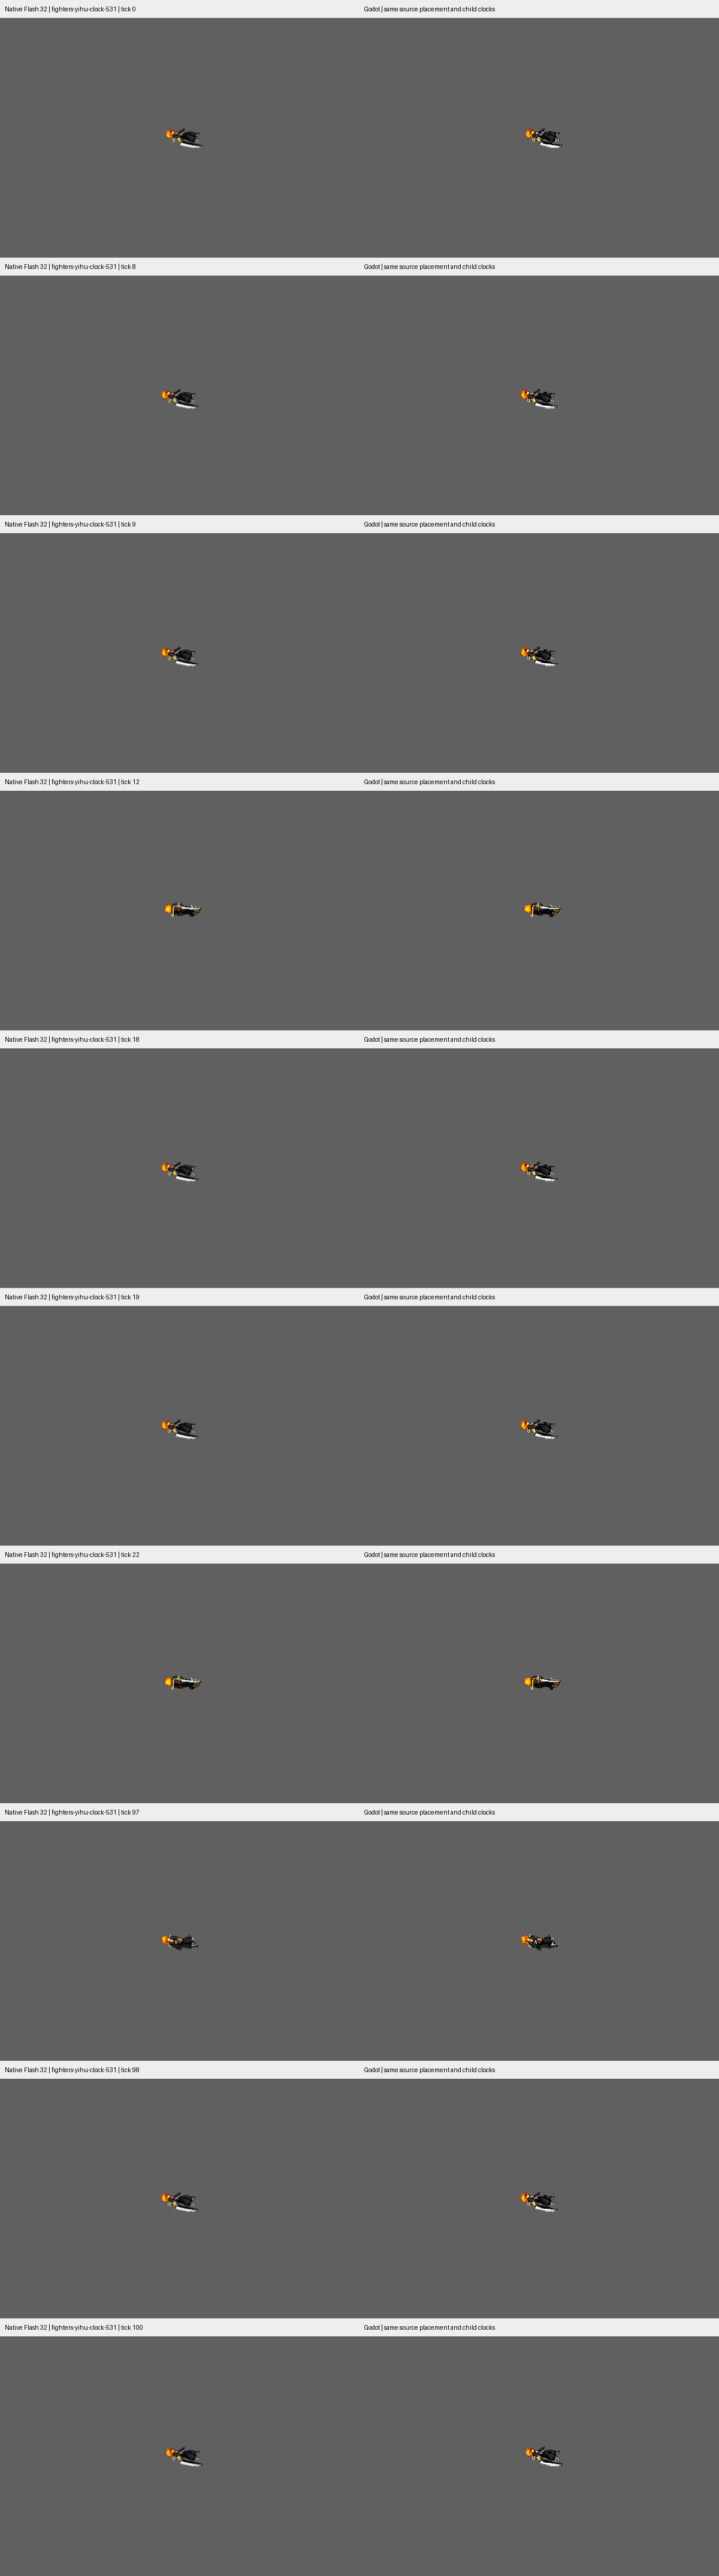 Native Flash 32 | fighters-yihu-clock-531 | tick 0
Godot | same source placement and child clocks
Native Flash 32 | fighters-yihu-clock-531 | tick 8
Godot | same source placement and child clocks
Native Flash 32 | fighters-yihu-clock-531 | tick 9
Godot | same source placement and child clocks
Native Flash 32 | fighters-yihu-clock-531 | tick 12
Godot | same source placement and child clocks
Native Flash 32 | fighters-yihu-clock-531 | tick 18
Godot | same source placement and child clocks
Native Flash 32 | fighters-yihu-clock-531 | tick 19
Godot | same source placement and child clocks
Native Flash 32 | fighters-yihu-clock-531 | tick 22
Godot | same source placement and child clocks
Native Flash 32 | fighters-yihu-clock-531 | tick 97
Godot | same source placement and child clocks
Native Flash 32 | fighters-yihu-clock-531 | tick 98
Godot | same source placement and child clocks
Native Flash 32 | fighters-yihu-clock-531 | tick 100
Godot | same source placement and child clocks